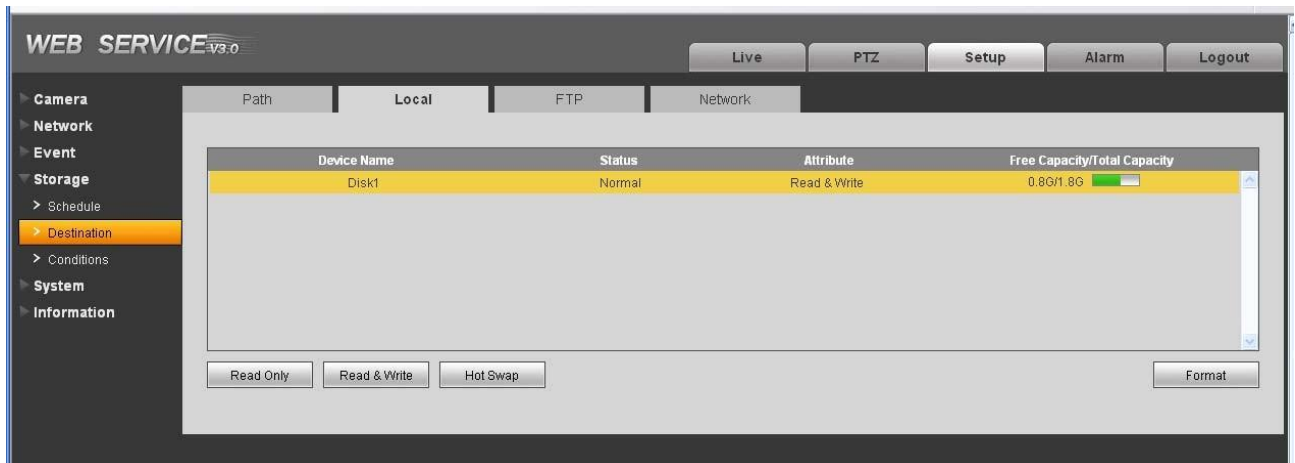 WEB SERVICE V3.0
Live PTZ Setup Alarm Logout
Camera
Network
Event
Storage
> Schedule
> Destination
> Conditions
System
Information
Path Local FTP Network
Device Name Status Attribute Free Capacity/Total Capacity
Disk1 Normal Read & Write 0.8G/1.8G
Read Only Read & Write Hot Swap Format